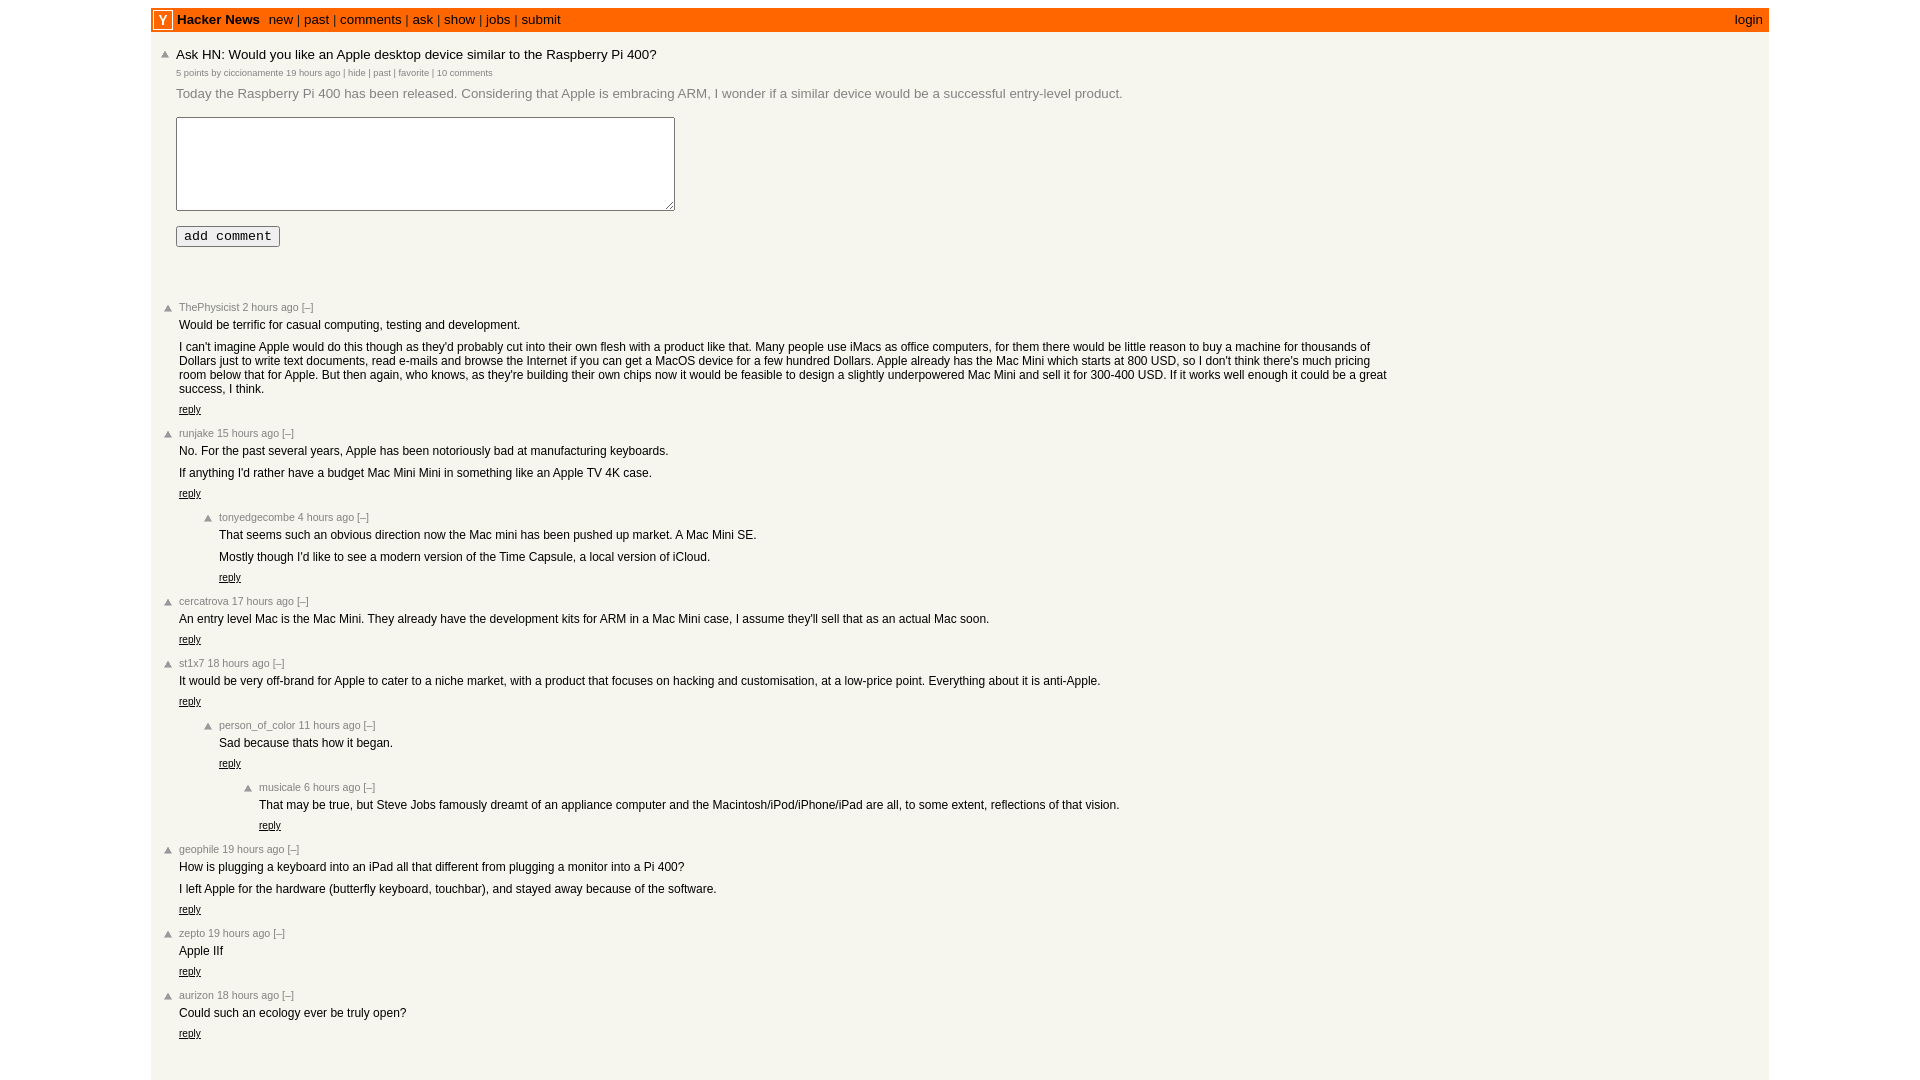 Y Hacker News new | past | comments | ask | show | jobs | submit login
Ask HN: Would you like an Apple desktop device similar to the Raspberry Pi 400?
5 points by ciccionamente 19 hours ago | hide | past | favorite | 10 comments
Today the Raspberry Pi 400 has been released. Considering that Apple is embracing ARM, I wonder if a similar device would be a successful entry-level product.
add comment
ThePhysicist 2 hours ago [–]
Would be terrific for casual computing, testing and development.
I can't imagine Apple would do this though as they'd probably cut into their own flesh with a product like that. Many people use iMacs as office computers, for them there would be little reason to buy a machine for thousands of
Dollars just to write text documents, read e-mails and browse the Internet if you can get a MacOS device for a few hundred Dollars. Apple already has the Mac Mini which starts at 800 USD, so I don't think there's much pricing
room below that for Apple. But then again, who knows, as they're building their own chips now it would be feasible to design a slightly underpowered Mac Mini and sell it for 300-400 USD. If it works well enough it could be a great
success, I think.
reply
runjake 15 hours ago [–]
No. For the past several years, Apple has been notoriously bad at manufacturing keyboards.
If anything I'd rather have a budget Mac Mini Mini in something like an Apple TV 4K case.
reply
tonyedgecombe 4 hours ago [–]
That seems such an obvious direction now the Mac mini has been pushed up market. A Mac Mini SE.
Mostly though I'd like to see a modern version of the Time Capsule, a local version of iCloud.
reply
cercatrova 17 hours ago [–]
An entry level Mac is the Mac Mini. They already have the development kits for ARM in a Mac Mini case, I assume they'll sell that as an actual Mac soon.
reply
st1x7 18 hours ago [–]
It would be very off-brand for Apple to cater to a niche market, with a product that focuses on hacking and customisation, at a low-price point. Everything about it is anti-Apple.
reply
person_of_color 11 hours ago [–]
Sad because thats how it began.
reply
musicale 6 hours ago [–]
That may be true, but Steve Jobs famously dreamt of an appliance computer and the Macintosh/iPod/iPhone/iPad are all, to some extent, reflections of that vision.
reply
geophile 19 hours ago [–]
How is plugging a keyboard into an iPad all that different from plugging a monitor into a Pi 400?
I left Apple for the hardware (butterfly keyboard, touchbar), and stayed away because of the software.
reply
zepto 19 hours ago [–]
Apple IIf
reply
aurizon 18 hours ago [–]
Could such an ecology ever be truly open?
reply